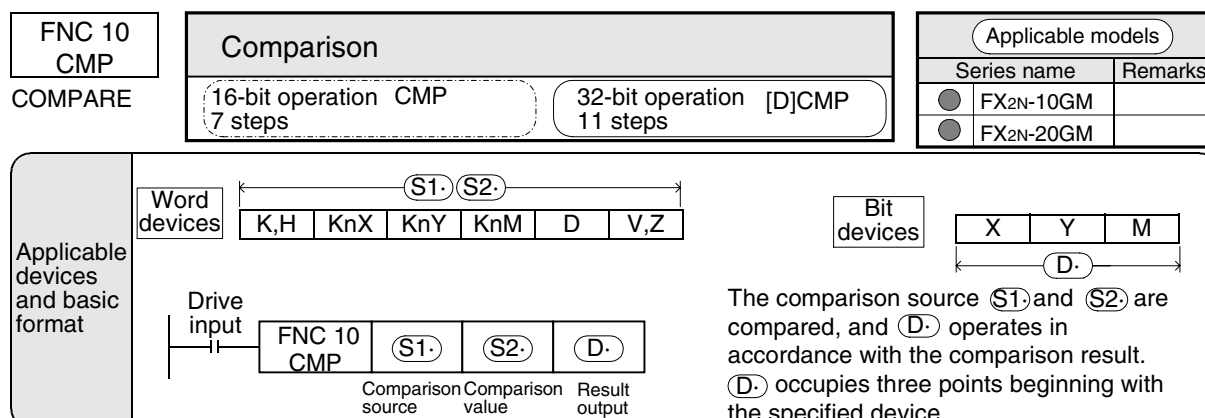 FNC 10
CMP
COMPARE
Comparison
16-bit operation CMP
7 steps
32-bit operation [D]CMP
11 steps
Applicable models
Series name Remarks
FX2N-10GM
FX2N-20GM
Applicable
devices
and basic
format
Word
devices
S1· S2·
K,H KnX KnY KnM D V,Z
Bit
devices
X Y M
D·
Drive
input
FNC 10
CMP
S1· S2· D·
Comparison
source
Comparison
value
Result
output
The comparison source S1· and S2· are
compared, and D· operates in
accordance with the comparison result.
D· occupies three points beginning with
the specified device